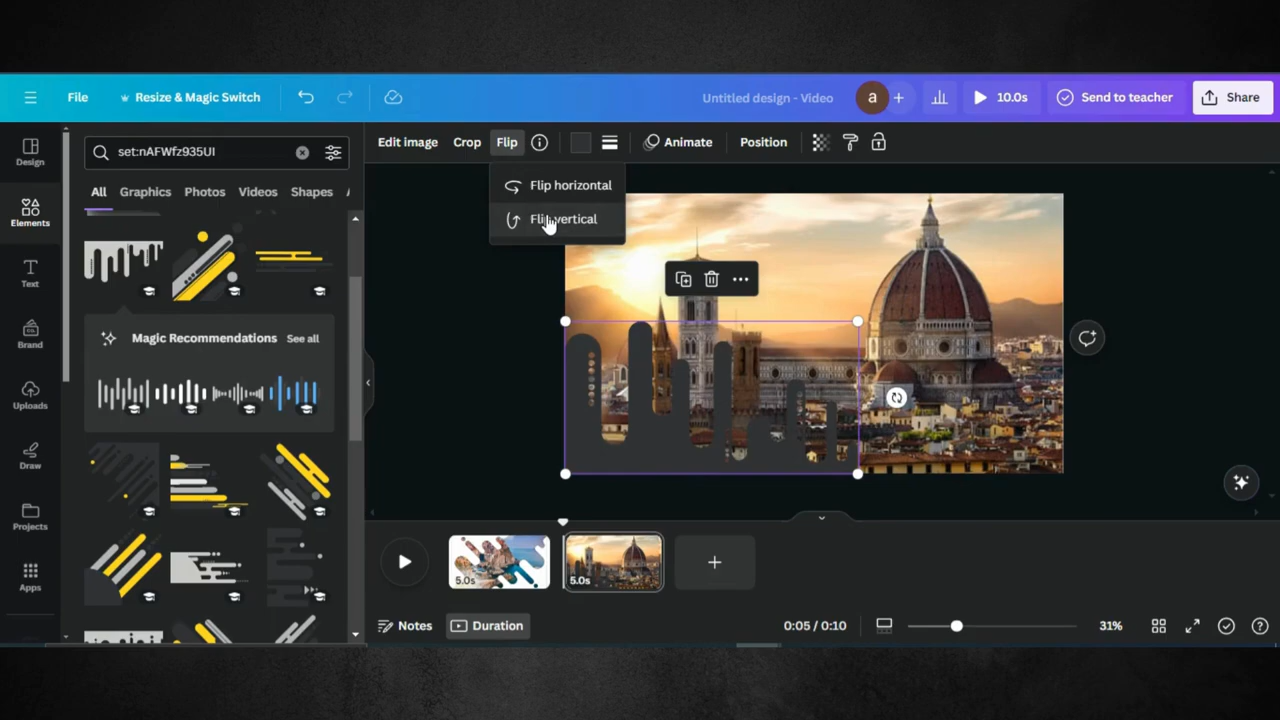 File
Resize & Magic Switch
Untitled design - Video
a
10.0s
Send to teacher
Share
Design
Elements
Text
Brand
Uploads
Draw
Projects
Apps
set:nAFWfz935UI
All
Graphics
Photos
Videos
Shapes
Magic Recommendations
See all
Edit image
Crop
Flip
Animate
Position
Flip horizontal
Flip vertical
5.0s
5.0s
Notes
Duration
0:05 / 0:10
31%